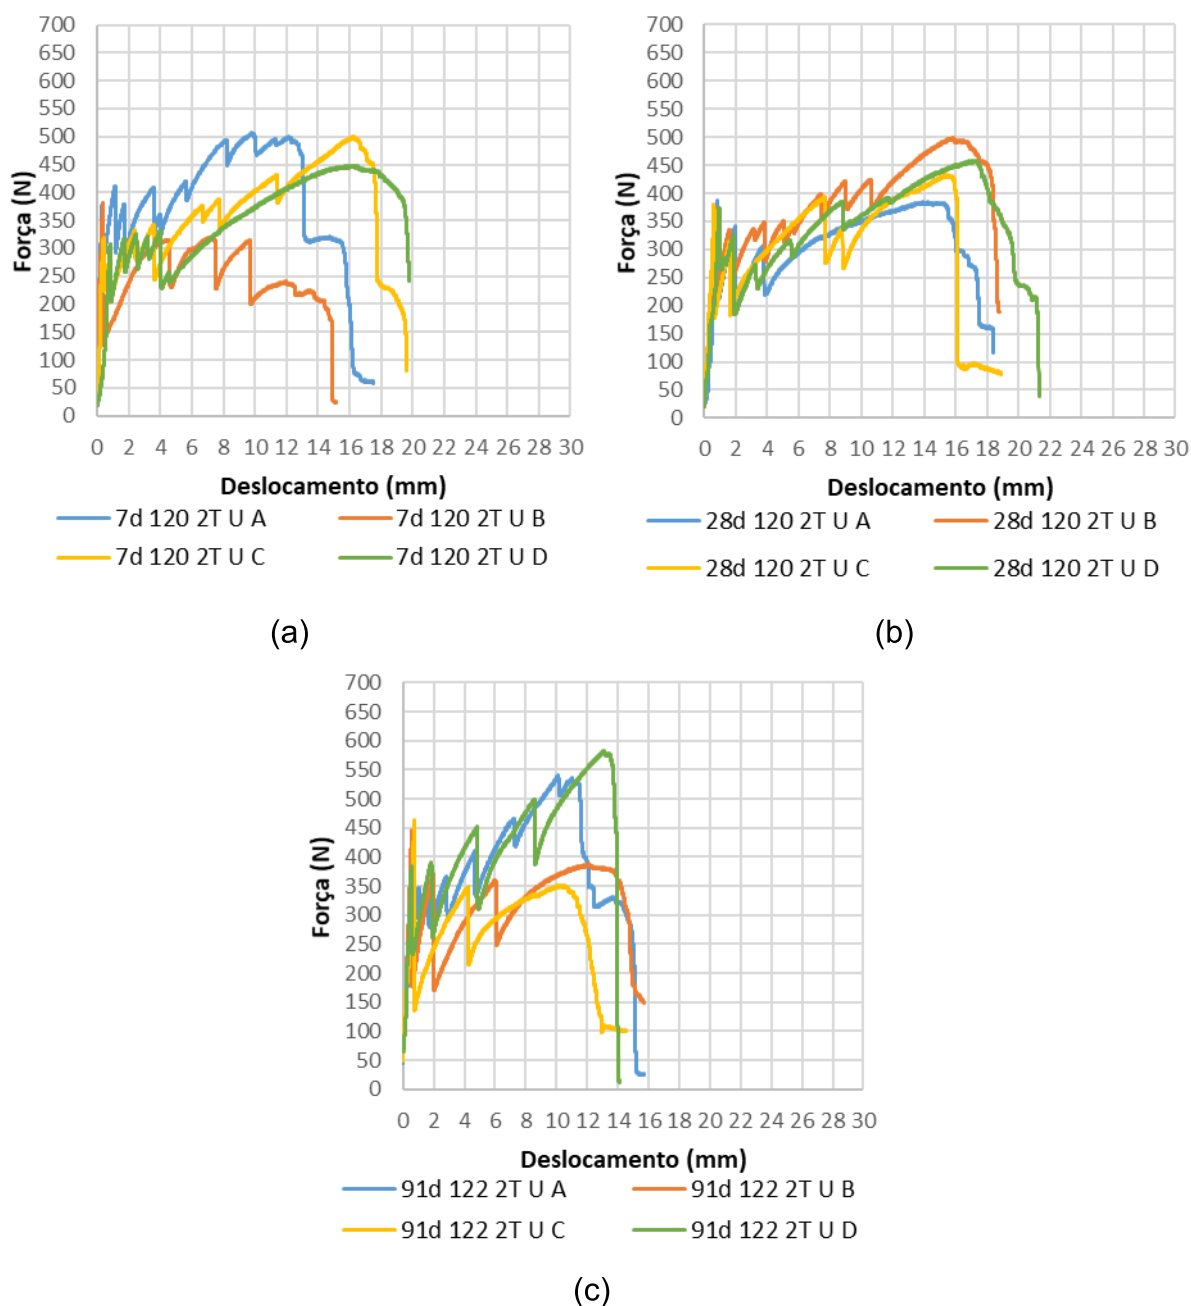 700
650
600
550
500
450
400
350
300
250
200
150
100
50
0
Força (N)
0 2 4 6 8 10 12 14 16 18 20 22 24 26 28 30
Deslocamento (mm)
7d 120 2T U A 7d 120 2T U B
7d 120 2T U C 7d 120 2T U D
(a)
700
650
600
550
500
450
400
350
300
250
200
150
100
50
0
Força (N)
0 2 4 6 8 10 12 14 16 18 20 22 24 26 28 30
Deslocamento (mm)
28d 120 2T U A 28d 120 2T U B
28d 120 2T U C 28d 120 2T U D
(b)
700
650
600
550
500
450
400
350
300
250
200
150
100
50
0
Força (N)
0 2 4 6 8 10 12 14 16 18 20 22 24 26 28 30
Deslocamento (mm)
91d 122 2T U A 91d 122 2T U B
91d 122 2T U C 91d 122 2T U D
(c)